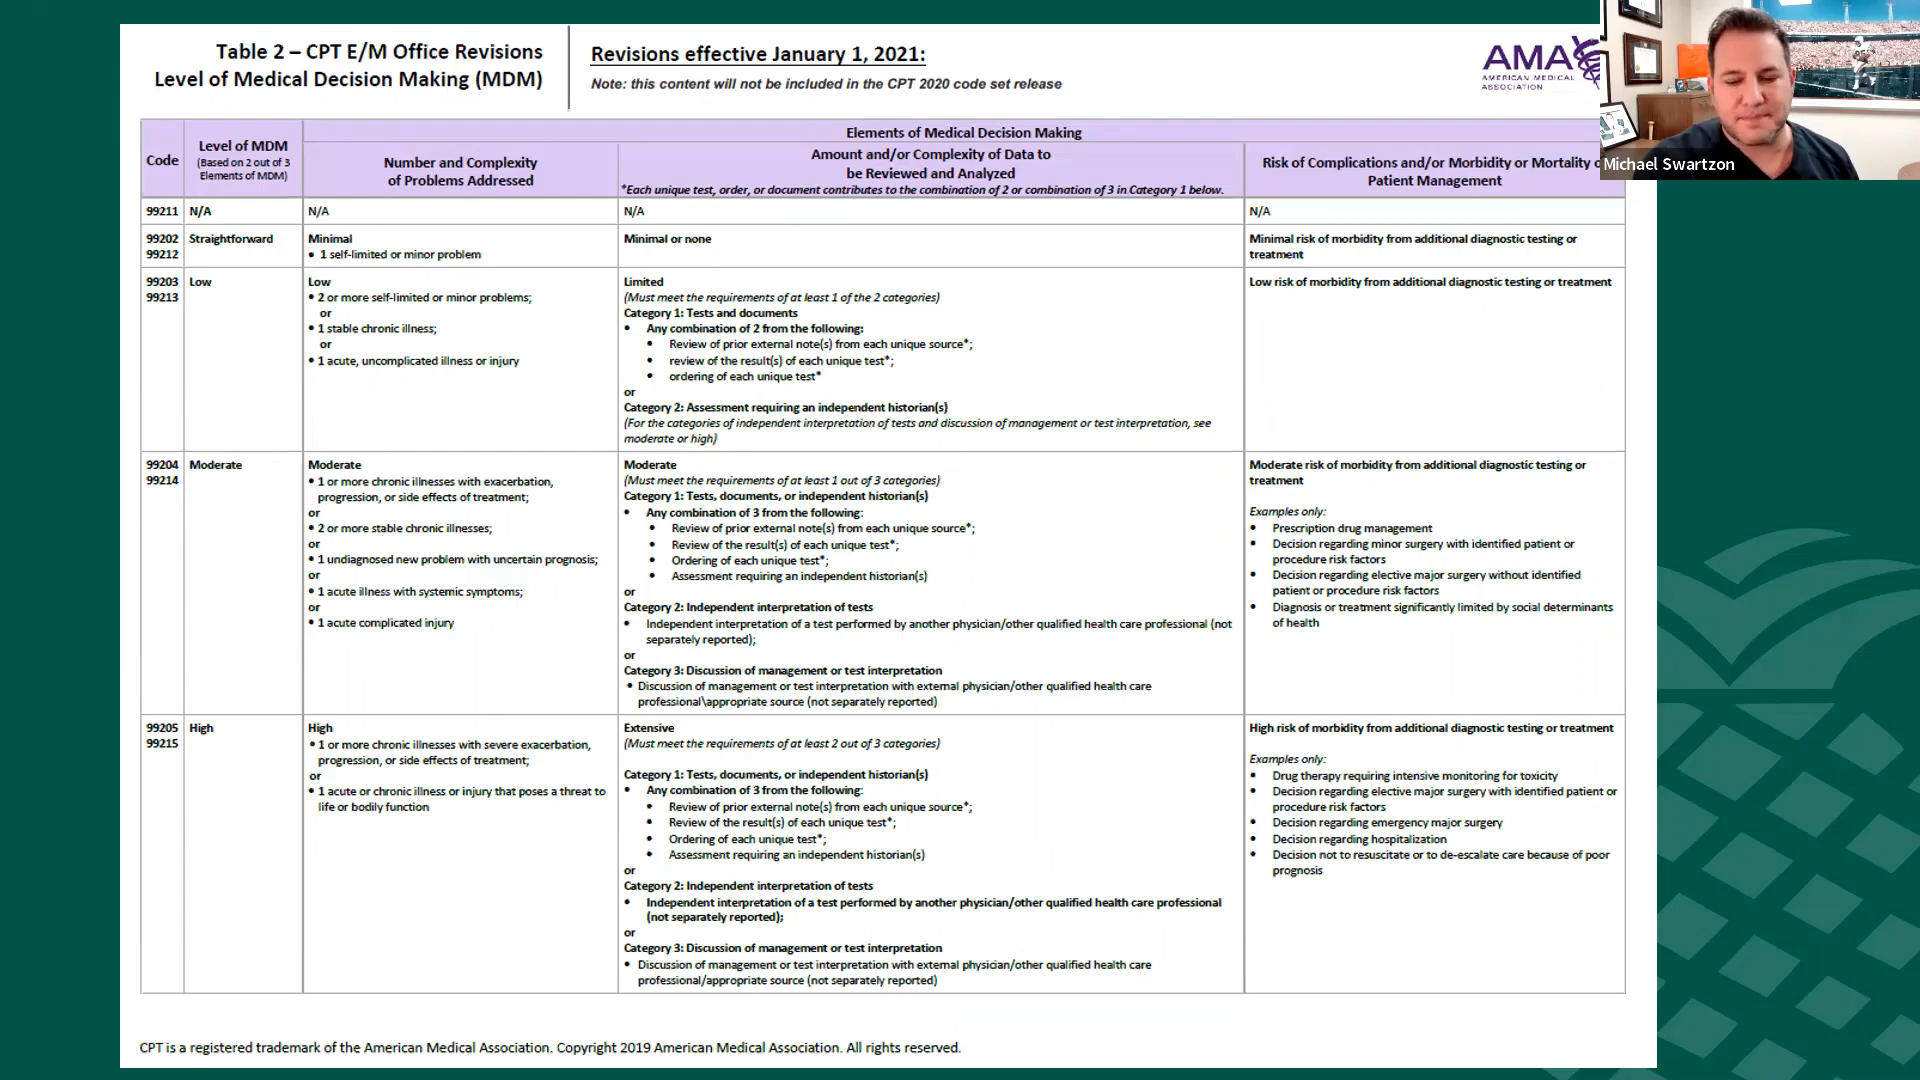 Table 2 – CPT E/M Office Revisions
Level of Medical Decision Making (MDM)
Revisions effective January 1, 2021:
Note: this content will not be included in the CPT 2020 code set release
AMA
AMERICAN MEDICAL
ASSOCIATION
Michael Swartzon
Code
Level of MDM
(Based on 2 out of 3
Elements of MDM)
Elements of Medical Decision Making
Number and Complexity
of Problems Addressed
Amount and/or Complexity of Data to
be Reviewed and Analyzed
*Each unique test, order, or document contributes to the combination of 2 or combination of 3 in Category 1 below.
Risk of Complications and/or Morbidity or Mortality
Patient Management
99211
N/A
N/A
N/A
N/A
99202
99212
Straightforward
Minimal
• 1 self-limited or minor problem
Minimal or none
Minimal risk of morbidity from additional diagnostic testing or
treatment
99203
99213
Low
Low
• 2 or more self-limited or minor problems;
or
• 1 stable chronic illness;
or
• 1 acute, uncomplicated illness or injury
Limited
(Must meet the requirements of at least 1 of the 2 categories)
Category 1: Tests and documents
• Any combination of 2 from the following:
• Review of prior external note(s) from each unique source*;
• review of the result(s) of each unique test*;
• ordering of each unique test*
or
Category 2: Assessment requiring an independent historian(s)
(For the categories of independent interpretation of tests and discussion of management or test interpretation, see
moderate or high)
Low risk of morbidity from additional diagnostic testing or treatment
99204
99214
Moderate
Moderate
• 1 or more chronic illnesses with exacerbation,
progression, or side effects of treatment;
or
• 2 or more stable chronic illnesses;
or
• 1 undiagnosed new problem with uncertain prognosis;
or
• 1 acute illness with systemic symptoms;
or
• 1 acute complicated injury
Moderate
(Must meet the requirements of at least 1 out of 3 categories)
Category 1: Tests, documents, or independent historian(s)
• Any combination of 3 from the following:
• Review of prior external note(s) from each unique source*;
• Review of the result(s) of each unique test*;
• Ordering of each unique test*;
• Assessment requiring an independent historian(s)
or
Category 2: Independent interpretation of tests
• Independent interpretation of a test performed by another physician/other qualified health care professional (not
separately reported);
or
Category 3: Discussion of management or test interpretation
• Discussion of management or test interpretation with external physician/other qualified health care
professional\appropriate source (not separately reported)
Moderate risk of morbidity from additional diagnostic testing or
treatment
Examples only:
• Prescription drug management
• Decision regarding minor surgery with identified patient or
procedure risk factors
• Decision regarding elective major surgery without identified
patient or procedure risk factors
• Diagnosis or treatment significantly limited by social determinants
of health
99205
99215
High
High
• 1 or more chronic illnesses with severe exacerbation,
progression, or side effects of treatment;
or
• 1 acute or chronic illness or injury that poses a threat to
life or bodily function
Extensive
(Must meet the requirements of at least 2 out of 3 categories)
Category 1: Tests, documents, or independent historian(s)
• Any combination of 3 from the following:
• Review of prior external note(s) from each unique source*;
• Review of the result(s) of each unique test*;
• Ordering of each unique test*;
• Assessment requiring an independent historian(s)
or
Category 2: Independent interpretation of tests
• Independent interpretation of a test performed by another physician/other qualified health care professional
(not separately reported);
or
Category 3: Discussion of management or test interpretation
• Discussion of management or test interpretation with external physician/other qualified health care
professional/appropriate source (not separately reported)
High risk of morbidity from additional diagnostic testing or treatment
Examples only:
• Drug therapy requiring intensive monitoring for toxicity
• Decision regarding elective major surgery with identified patient or
procedure risk factors
• Decision regarding emergency major surgery
• Decision regarding hospitalization
• Decision not to resuscitate or to de-escalate care because of poor
prognosis
CPT is a registered trademark of the American Medical Association. Copyright 2019 American Medical Association. All rights reserved.